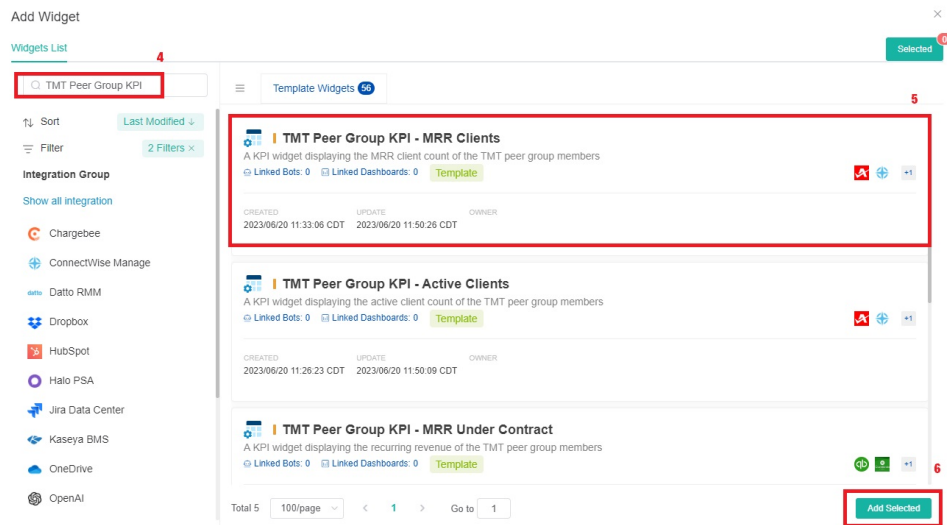 Add Widget
×
Widgets List
Selected
0
4
TMT Peer Group KPI
Template Widgets 56
5
Sort
Last Modified ↓
Filter
2 Filters ×
Integration Group
Show all integration
Chargebee
ConnectWise Manage
datto Datto RMM
Dropbox
HubSpot
Halo PSA
Jira Data Center
Kaseya BMS
OneDrive
OpenAI
TMT Peer Group KPI - MRR Clients
A KPI widget displaying the MRR client count of the TMT peer group members
Linked Bots: 0 Linked Dashboards: 0 Template
+1
CREATED UPDATE OWNER
2023/06/20 11:33:06 CDT 2023/06/20 11:50:26 CDT
TMT Peer Group KPI - Active Clients
A KPI widget displaying the active client count of the TMT peer group members
Linked Bots: 0 Linked Dashboards: 0 Template
+1
CREATED UPDATE OWNER
2023/06/20 11:26:23 CDT 2023/06/20 11:50:09 CDT
TMT Peer Group KPI - MRR Under Contract
A KPI widget displaying the recurring revenue of the TMT peer group members
Linked Bots: 0 Linked Dashboards: 0 Template
qb
+1
6
Total 5 100/page < 1 > Go to 1
Add Selected